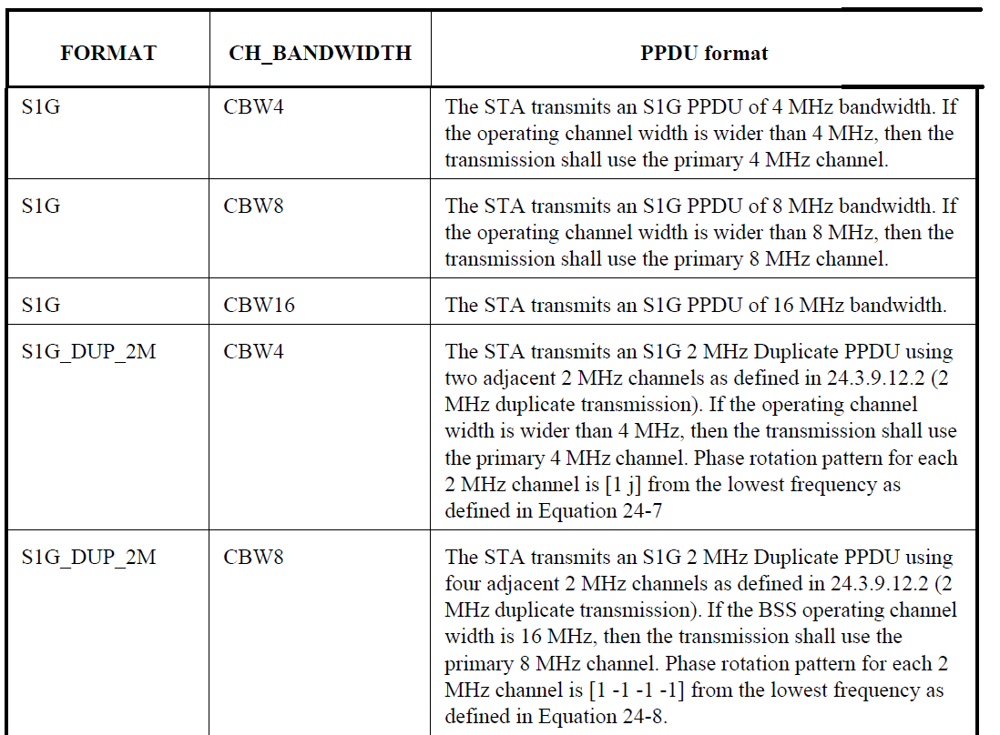 FORMAT CH_BANDWIDTH PPDU format
S1G CBW4 The STA transmits an S1G PPDU of 4 MHz bandwidth. If
the operating channel width is wider than 4 MHz, then the
transmission shall use the primary 4 MHz channel.
S1G CBW8 The STA transmits an S1G PPDU of 8 MHz bandwidth. If
the operating channel width is wider than 8 MHz, then the
transmission shall use the primary 8 MHz channel.
S1G CBW16 The STA transmits an S1G PPDU of 16 MHz bandwidth.
S1G_DUP_2M CBW4 The STA transmits an S1G 2 MHz Duplicate PPDU using
two adjacent 2 MHz channels as defined in 24.3.9.12.2 (2
MHz duplicate transmission). If the operating channel
width is wider than 4 MHz, then the transmission shall use
the primary 4 MHz channel. Phase rotation pattern for each
2 MHz channel is [1 j] from the lowest frequency as
defined in Equation 24-7
S1G_DUP_2M CBW8 The STA transmits an S1G 2 MHz Duplicate PPDU using
four adjacent 2 MHz channels as defined in 24.3.9.12.2 (2
MHz duplicate transmission). If the BSS operating channel
width is 16 MHz, then the transmission shall use the
primary 8 MHz channel. Phase rotation pattern for each 2
MHz channel is [1 -1 -1 -1] from the lowest frequency as
defined in Equation 24-8.